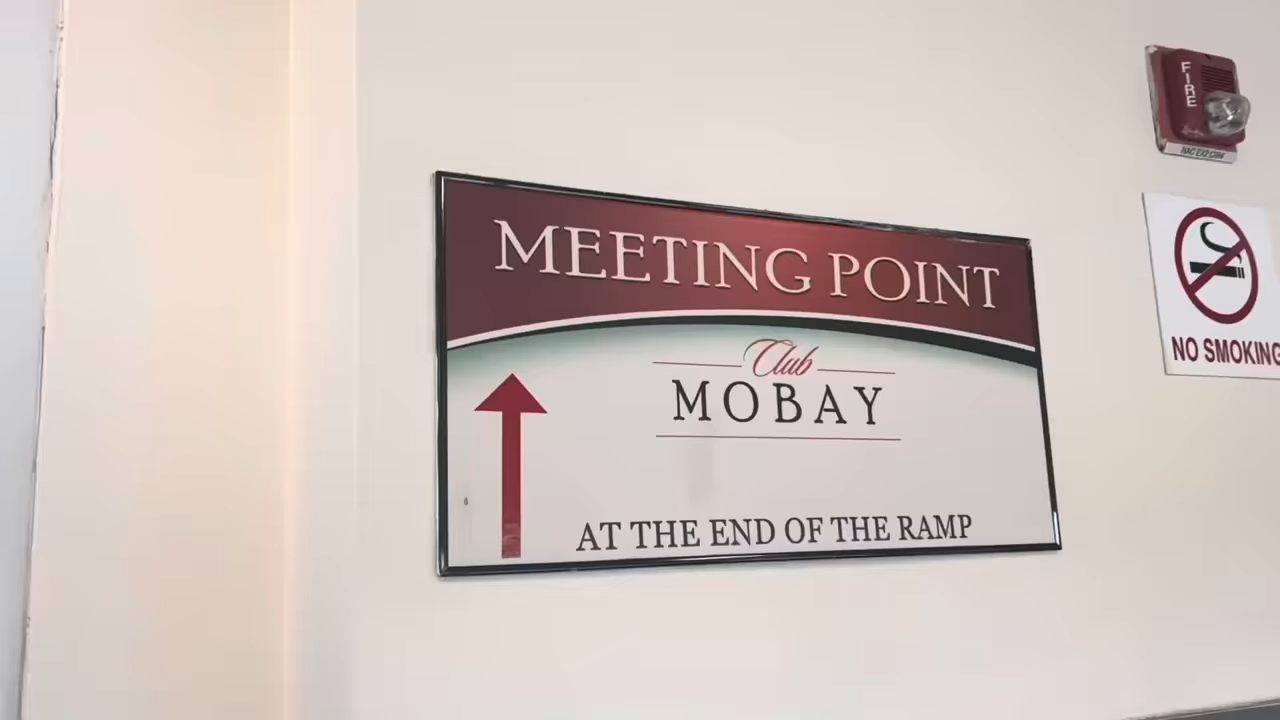 FIRE
MEETING POINT
Club
MOBAY
AT THE END OF THE RAMP
NO SMOKING